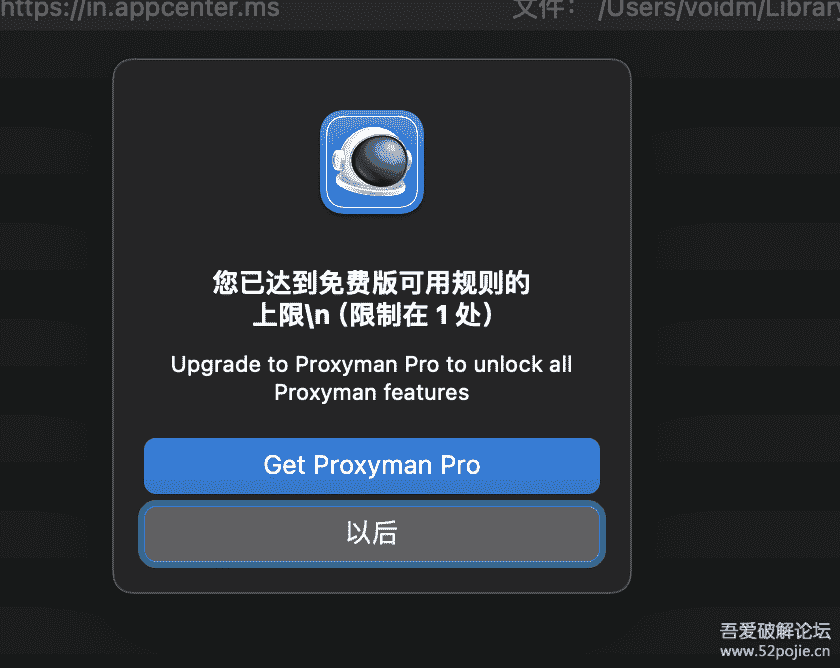 https://in.appcenter.ms 文件： /Users/voidm/Library
您已达到免费版可用规则的
上限\n（限制在 1 处）
Upgrade to Proxyman Pro to unlock all
Proxyman features
Get Proxyman Pro
以后
吾爱破解论坛
www.52pojie.cn